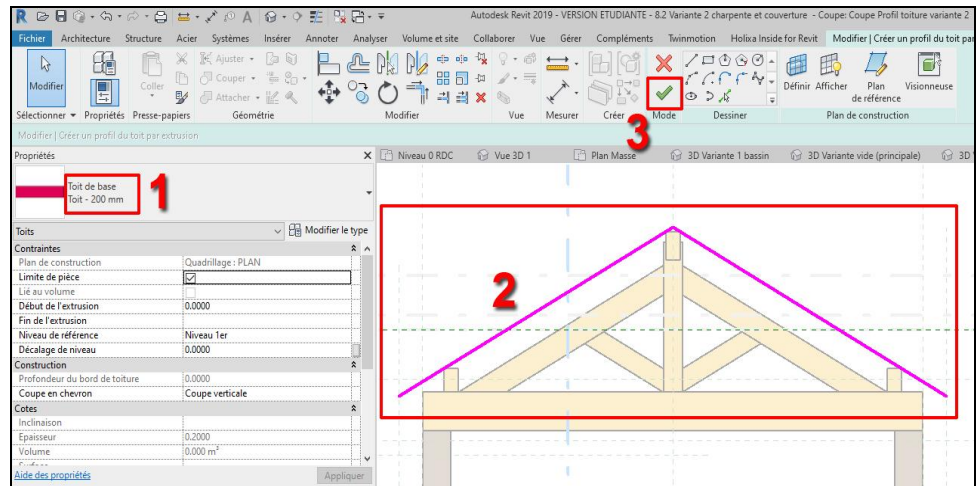 Autodesk Revit 2019 - VERSION ETUDIANTE - 8.2 Variante 2 charpente et couverture - Coupe: Coupe Profil toiture variante 2
Fichier Architecture Structure Acier Systèmes Insérer Annoter Analyser Volume et site Collaborer Vue Gérer Compléments Twinmotion Holixa Inside for Revit Modifier | Créer un profil du toit par
Modifier Propriétés Coller Ajuster
Couper
Attacher
Définir Afficher Plan de référence Visionneuse
Sélectionner Propriétés Presse-papiers Géométrie Modifier Vue Mesurer Créer Mode Dessiner Plan de construction
3
Modifier | Créer un profil du toit par extrusion
Propriétés X Niveau 0 RDC Vue 3D 1 Plan Masse 3D Variante 1 bassin 3D Variante vide (principale) 3D
Toit de base
Toit - 200 mm
1
Toits Modifier le type
Contraintes
Plan de construction Quadrillage : PLAN
Limite de pièce
Lié au volume
Début de l'extrusion 0.0000
Fin de l'extrusion
Niveau de référence Niveau 1er
Décalage de niveau 0.0000
Construction
Profondeur du bord de toiture 0.0000
Coupe en chevron Coupe verticale
Cotes
Inclinaison
Epaisseur 0.2000
Volume 0.000 m³
Aide des propriétés Appliquer
2